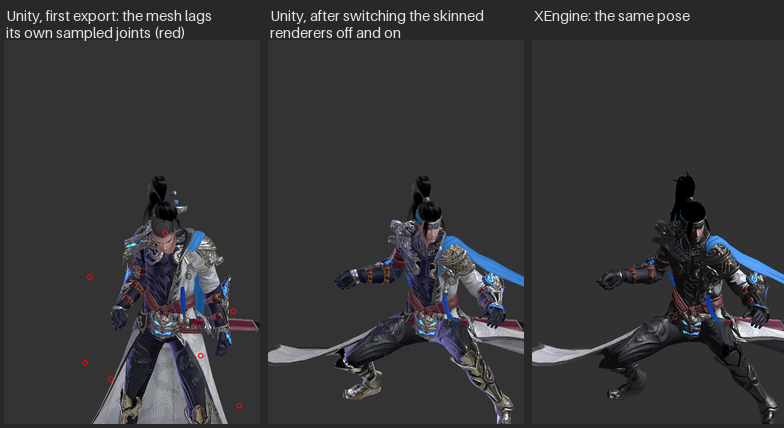 Unity, first export: the mesh lags
its own sampled joints (red)
Unity, after switching the skinned
renderers off and on
XEngine: the same pose